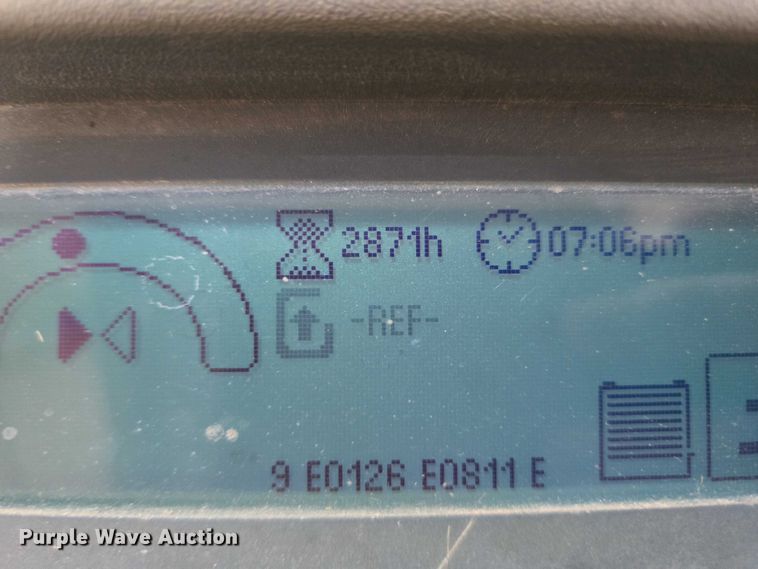 2871h 07:06pm
-REF-
9 E0126 E0811 E
Purple Wave Auction